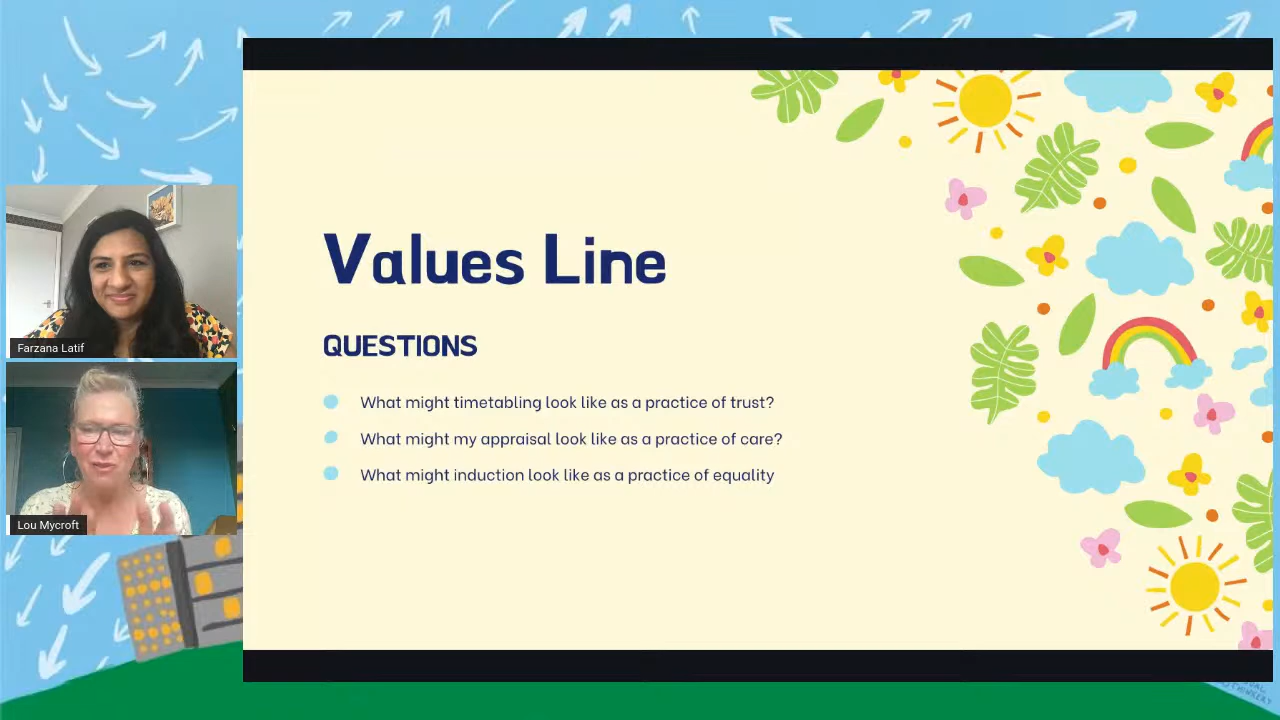 Values Line
QUESTIONS
What might timetabling look like as a practice of trust?
What might my appraisal look like as a practice of care?
What might induction look like as a practice of equality
Farzana Latif
Lou Mycroft